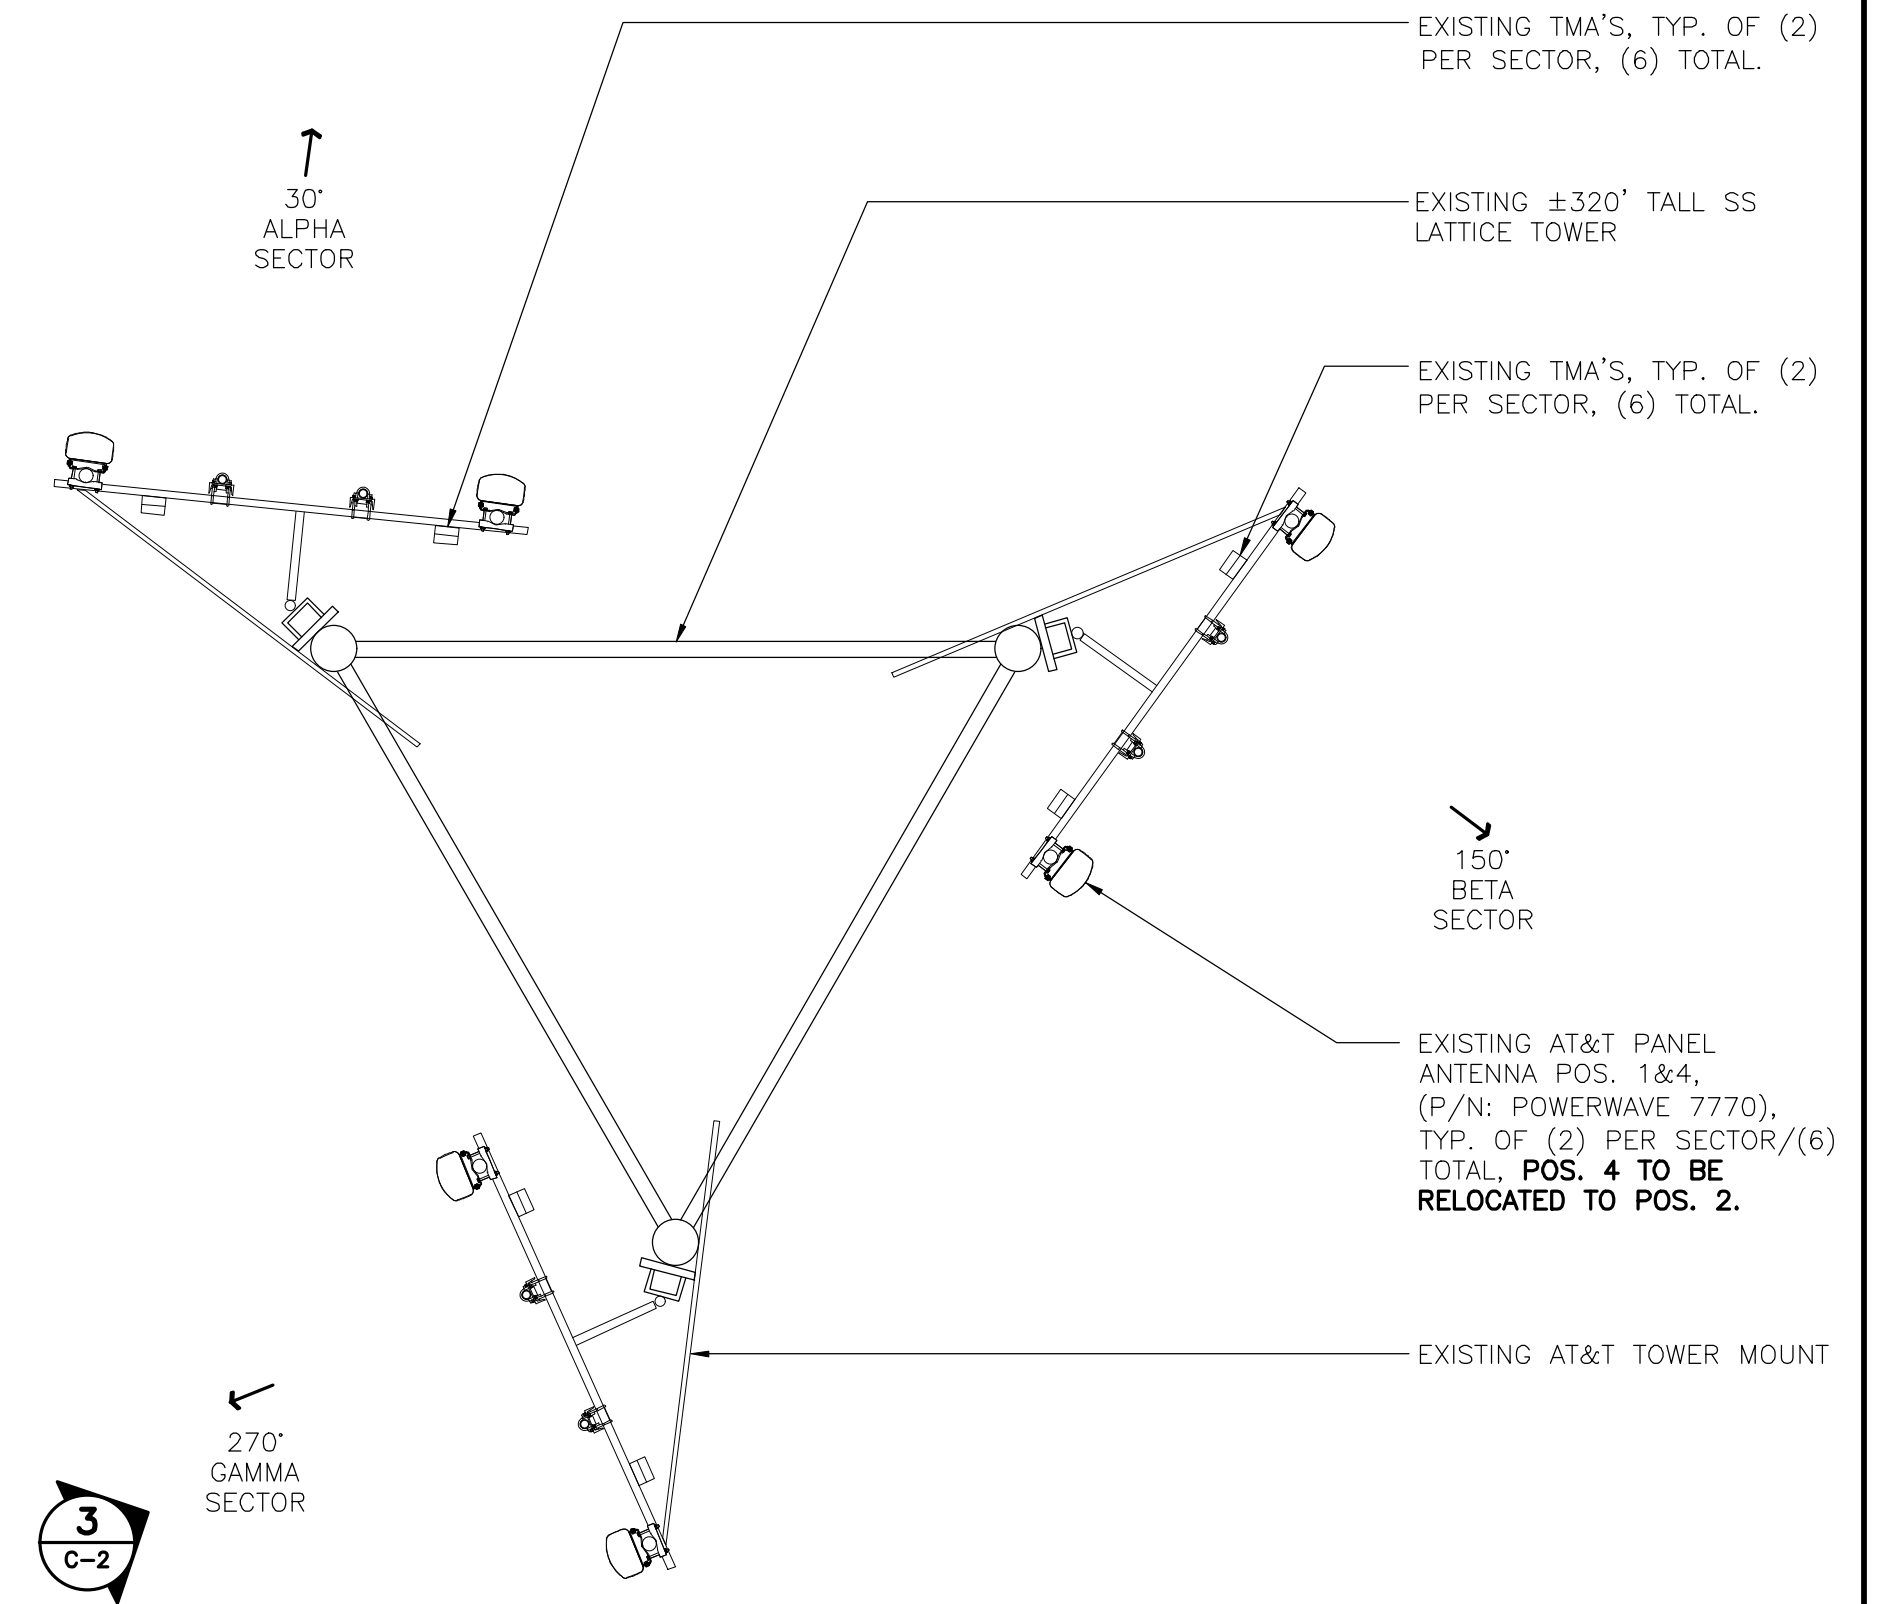 EXISTING TMA'S, TYP. OF (2)
PER SECTOR, (6) TOTAL.
30°
ALPHA
SECTOR
EXISTING ±320' TALL SS
LATTICE TOWER
EXISTING TMA'S, TYP. OF (2)
PER SECTOR, (6) TOTAL.
150°
BETA
SECTOR
EXISTING AT&T PANEL
ANTENNA POS. 1&4,
(P/N: POWERWAVE 7770),
TYP. OF (2) PER SECTOR/(6)
TOTAL, POS. 4 TO BE
RELOCATED TO POS. 2.
EXISTING AT&T TOWER MOUNT
270°
GAMMA
SECTOR
3
C-2